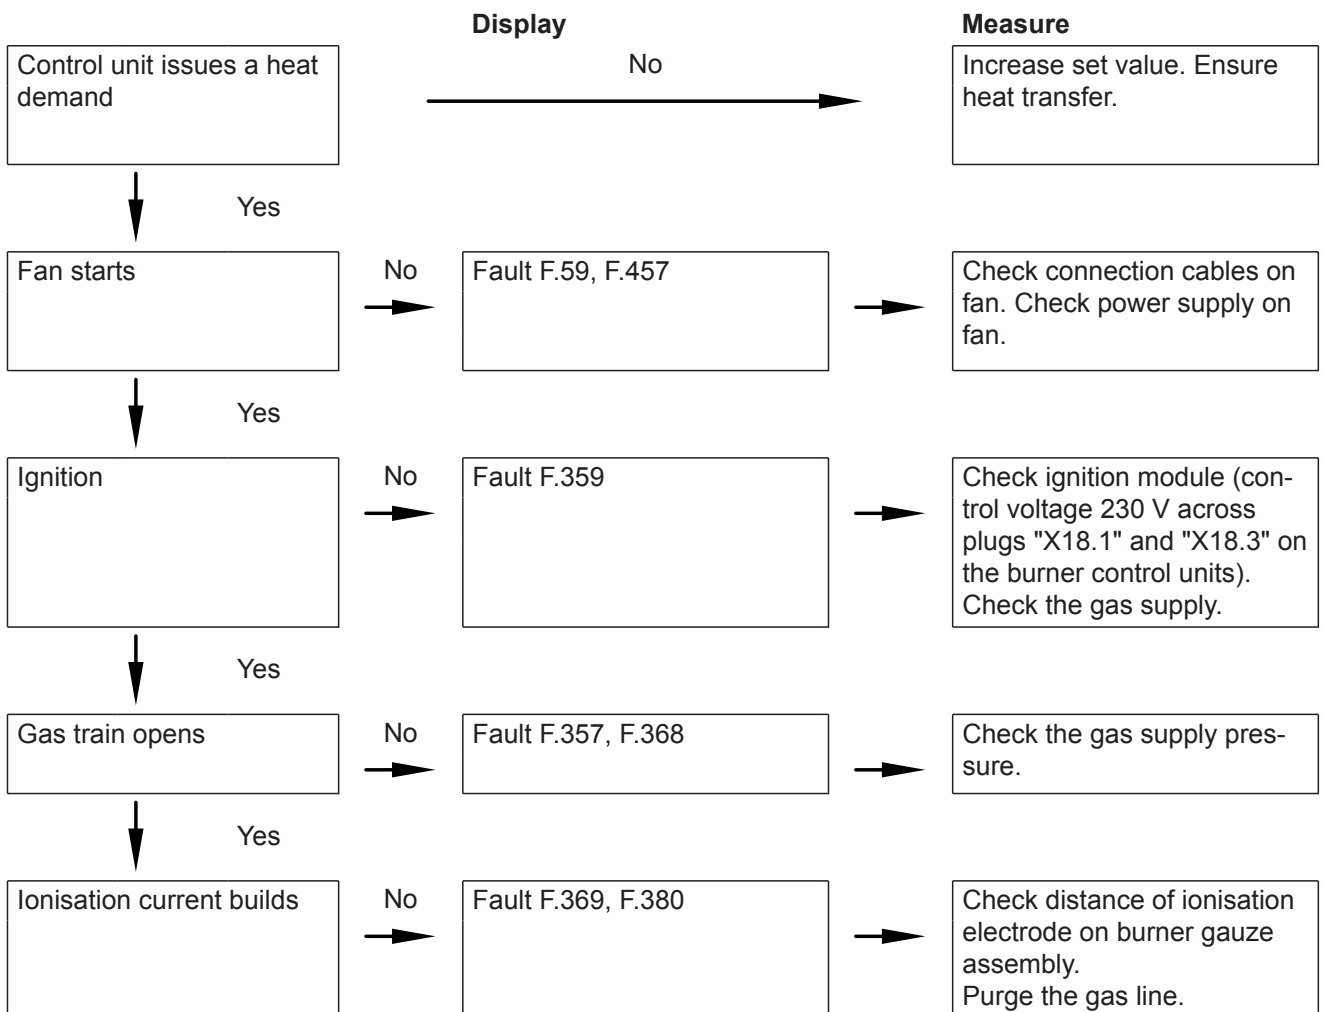 Display
Measure
Control unit issues a heat
demand
No
Increase set value. Ensure
heat transfer.
Yes
Fan starts
No
Fault F.59, F.457
Check connection cables on
fan. Check power supply on
fan.
Yes
Ignition
No
Fault F.359
Check ignition module (con-
trol voltage 230 V across
plugs "X18.1" and "X18.3" on
the burner control units).
Check the gas supply.
Yes
Gas train opens
No
Fault F.357, F.368
Check the gas supply pres-
sure.
Yes
Ionisation current builds
No
Fault F.369, F.380
Check distance of ionisation
electrode on burner gauze
assembly.
Purge the gas line.